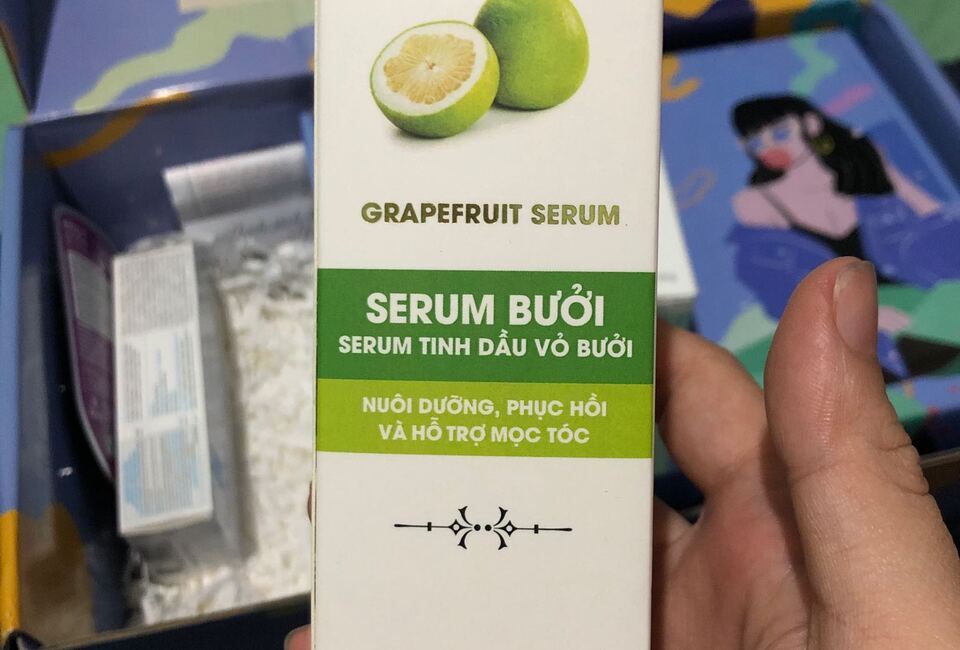 GRAPEFRUIT SERUM
SERUM BƯỞI
SERUM TINH DẦU VỎ BƯỞI
NUÔI DƯỠNG, PHỤC HỒI
VÀ HỖ TRỢ MỌC TÓC